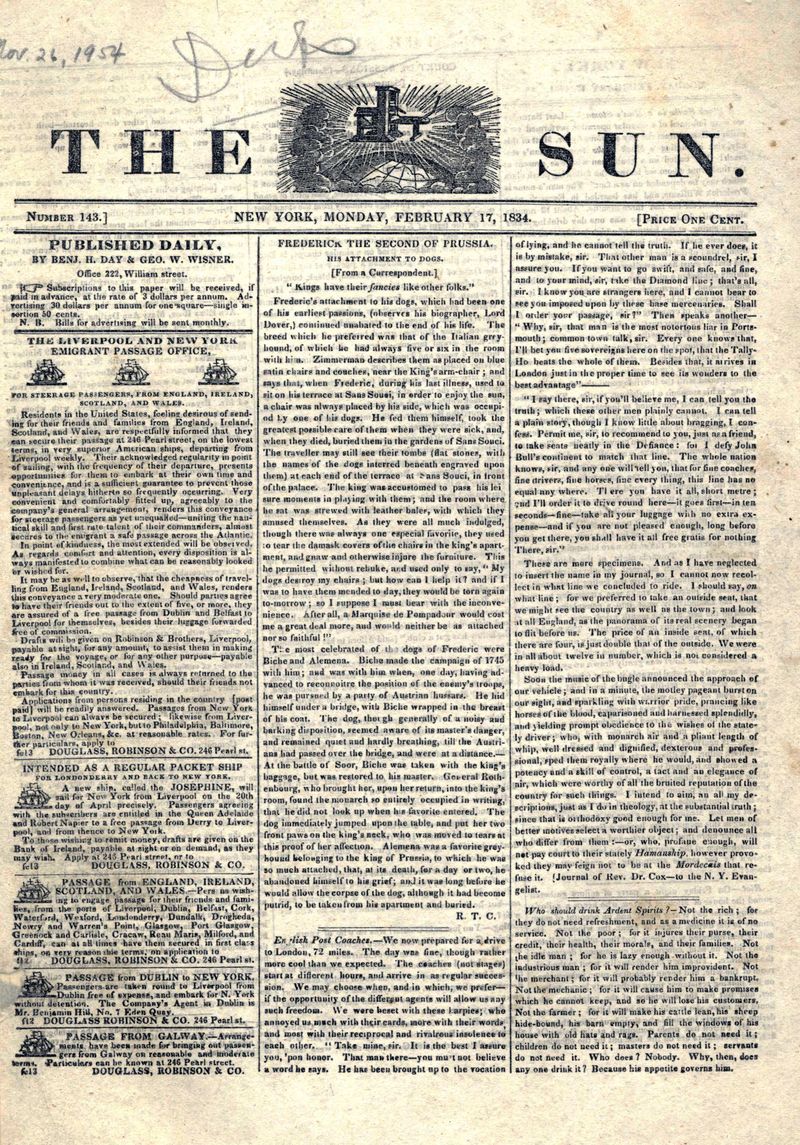 Nov. 26, 1954
THE SUN.
NUMBER 143.]
NEW YORK, MONDAY, FEBRUARY 17, 1834.
[PRICE ONE CENT.
PUBLISHED DAILY,
BY BENJ. H. DAY & GEO. W. WISNER.
Office 222, William street.
Subscriptions to this paper will be received, if
paid in advance, at the rate of 3 dollars per annum. Ad-
vertising 30 dollars per annum for one square—single in-
sertion 50 cents.
N. B. Bills for advertising will be sent monthly.
THE LIVERPOOL AND NEW YORK
EMIGRANT PASSAGE OFFICE,
FOR STEERAGE PASSENGERS, FROM ENGLAND, IRELAND,
SCOTLAND, AND WALES.
Residents in the United States, feeling desirous of send-
ing for their friends and families from England, Ireland,
Scotland, and Wales, are respectfully informed that they
can secure their passage at 246 Pearl street, on the lowest
terms, in very superior American ships, departing from
Liverpool weekly. Their acknowledged regularity in point
of sailing, with the frequency of their departure, presents
opportunities for them to embark at their own time and
convenience, and is a sufficient guarantee to prevent those
unpleasant delays hitherto so frequently occurring. Very
convenient and comfortably fitted up, agreeably to the
company's general arrangement, renders this conveyance
for steerage passengers as yet unequalled—uniting the nau-
tical skill and first rate talent of their commanders, almost
secures to the emigrant a safe passage across the Atlantic.
In point of kindness, the most extended will be observed.
As regards comfort and attention, every disposition is al-
ways manifested to combine what can be reasonably looked
or wished for.
It may be as well to observe, that the cheapness of travel-
ling from England, Ireland, Scotland, and Wales, renders
this conveyance a very moderate one. Should parties agree
to have their friends out to the extent of five, or more, they
are assured of a free passage from Dublin and Belfast to
Liverpool for themselves, besides their luggage forwarded
free of commission.
Drafts will be given on Robinson & Brothers, Liverpool,
payable at sight, for any amount, to assist them in making
ready for the voyage, or for any other purpose—payable
also in Ireland, Scotland, and Wales.
Passage money in all cases is always returned to the
parties from whom it was received, should their friends not
embark for this country.
Applications from persons residing in the country [post
paid] will be readily answered. Passages from New York
to Liverpool can always be secured; likewise from Liver-
pool, not only to New York, but to Philadelphia, Baltimore,
Boston, New Orleans, &c. at reasonable rates. For fur-
ther particulars, apply to
fe13 DOUGLASS, ROBINSON & CO. 246 Pearl st.
INTENDED AS A REGULAR PACKET SHIP
FOR LONDONDERRY AND BACK TO NEW YORK.
A new ship, called the JOSEPHINE, will
sail for New York from Liverpool on the 20th
day of April precisely. Passengers agreeing
with the subscribers are entitled in the Queen Adelaide
and Robert Napier to a free passage from Derry to Liver-
pool, and from thence to New York.
To those wishing to remit money, drafts are given on the
Bank of Ireland, payable at sight or on demand, as they
may wish. Apply at 245 Pearl street, or to
fe13 DOUGLASS, ROBINSON & CO.
PASSAGE from ENGLAND, IRELAND,
SCOTLAND, AND WALES.—Persons wish-
ing to engage passage for their friends and fami-
lies, from the ports of Liverpool, Dublin, Belfast, Cork,
Waterford, Wexford, Londonderry, Dundalk, Drogheda,
Newry and Warren's Point, Glasgow, Port Glasgow,
Greenock and Carlisle, Milford, and
Cardiff, can at all times have them secured in first class
ships, on very reasonable terms, on application to
f12 DOUGLASS, ROBINSON & CO. 246 Pearl st.
PASSAGE from DUBLIN to NEW YORK.
Passengers are taken round to Liverpool from
Dublin free of expense, and embark for N. York
without detention. The Company's Agent in Dublin is
Mr. Benjamin Hill, No. 7 Eden Quay.
f12 DOUGLASS ROBINSON & CO. 246 Pearl st.
PASSAGE FROM GALWAY.—Arrange-
ments have been made for bringing out passen-
gers from Galway on reasonable and moderate
terms. Particulars can be known at 246 Pearl street.
fe13 DOUGLASS, ROBINSON & CO.
FREDERICK THE SECOND OF PRUSSIA.
HIS ATTACHMENT TO DOGS.
[From a Correspondent.]
"Kings have their fancies like other folks."
Frederic's attachment to his dogs, which had been one
of his earliest passions, (observes his biographer, Lord
Dover,) continued unabated to the end of his life. The
breed which he preferred was that of the Italian grey-
hound, of which he had always five or six in the room
with him. Zimmerman describes them as placed on blue
satin chairs and couches, near the King's arm-chair; and
says that, when Frederic, during his last illness, used to
sit on his terrace at Sans Souci, in order to enjoy the sun,
a chair was always placed by his side, which was occupi-
ed by one of his dogs. He fed them himself, took the
greatest possible care of them when they were sick, and,
when they died, buried them in the gardens of Sans Souci.
The traveller may still see their tombs (flat stones, with
the names of the dogs interred beneath engraved upon
them) at each end of the terrace at Sans Souci, in front
of the palace. The king was accustomed to pass his lei
sure moments in playing with them; and the room where
he sat was strewed with leather balls, with which they
amused themselves. As they were all much indulged,
though there was always one especial favorite, they used
to tear the damask covers of the chairs in the king's apart-
ment, and gnaw and otherwise injure the furniture. This
he permitted without rebuke, and used only to say, "My
dogs destroy my chairs; but how can I help it? and if I
was to have them mended to-day, they would be torn again
to-morrow; so I suppose I must bear with the inconve-
nience. After all, a Marquise de Pompadour would cost
me a great deal more, and would neither be as attached
nor so faithful!"
The most celebrated of the dogs of Frederic were
Biche and Alemena. Biche made the campaign of 1745
with him; and was with him when, one day, having ad-
vanced to reconnoitre the position of the enemy's troops,
he was pursued by a party of Austrian hussars. He hid
himself under a bridge, with Biche wrapped in the breast
of his coat. The dog, though generally of a noisy and
barking disposition, seemed aware of its master's danger,
and remained quiet and hardly breathing, till the Austri-
ans had passed over the bridge, and were at a distance.—
At the battle of Soor, Biche was taken with the king's
baggage, but was restored to his master. General Roth-
enbourg, who brought her, upon her return, into the king's
room, found the monarch so entirely occupied in writing,
that he did not look up when his favorite entered. The
dog immediately jumped upon the table, and put her two
front paws on the king's neck, who was moved to tears at
this proof of her affection. Alemena was a favorite grey-
hound belonging to the king of Prussia, to which he was
so much attached, that, at its death, for a day or two, he
abandoned himself to his grief; and it was long before he
would allow the corpse of the dog, although it had become
putrid, to be taken from his apartment and buried.
R. T. C.
English Post Coaches.—We now prepared for a drive
to London, 72 miles. The day was fine, though rather
more cool than we expected. The coaches (not stages)
start at different hours, and arrive in as regular succes-
sion. We may choose when, and in which, we prefer—
if the opportunity of the different agents will allow us any
such freedom. We were beset with these harpies; who
annoyed us much with their cards, more with their words,
and most with their reciprocal and rivalrous insolence to
each other. "Take mine, sir. It is the best I assure
you, 'pon honor. That man there—you must not believe
a word he says. He has been brought up to the vocation
of lying, and he cannot tell the truth. If he ever does, it
is by mistake, sir. That other man is a scoundrel, sir, I
assure you. If you want to go swift, and safe, and fine,
and to your mind, sir, take the Diamond line; that's all,
sir. I know you are strangers here, and I cannot bear to
see you imposed upon by these base mercenaries. Shall
I order your passage, sir?" Then speaks another—
"Why, sir, that man is the most notorious liar in Ports-
mouth; common town talk, sir. Every one knows that,
I'll bet you five sovereigns here on the spot, that the Tally-
Ho beats the whole of them. Besides that, it arrives in
London just in the proper time to see its wonders to the
best advantage"——
"I say there, sir, if you'll believe me, I can tell you the
truth; which these other men plainly cannot. I can tell
a plain story, though I know little about bragging, I con-
fess. Permit me, sir, to recommend to you, just as a friend,
to take seats neatly in the Defiance: for I defy John
Bull's continent to match that line. The whole nation
knows, sir, and any one will tell you, that for fine coaches,
fine drivers, fine horses, fine every thing, this line has no
equal any where. There you have it all, short metre;
and I'll order it to drive round here—it goes first—in ten
seconds—fine—take all your luggage with no extra ex-
pense—and if you are not pleased enough, long before
you get there, you shall have it all free gratis for nothing
There, sir."
These are mere specimens. And as I have neglected
to insert the name in my journal, so I cannot now recol-
lect in what line we concluded to ride. I should say, on
what line; for we prefer to take an outside seat, that
we might see the country as well as the town; and look
at all England, as the panorama of its real scenery began
to flit before us. The price of an inside seat, of which
there are four, is just double that of the outside. We were
in all about twelve in number, which is not considered a
heavy load.
Soon the music of the bugle announced the approach of
our vehicle; and in a minute, the motley pageant burst on
our sight, and sparkling with warrior pride, prancing like
horses of the blood, caparisoned and harnessed splendidly,
and yielding prompt obedience to the wishes of the state-
ly driver; who, with monarch air and a pliant length of
whip, well dressed and dignified, dexterous and profes-
sional, sped them royally where he would, and showed a
potency and a skill of control, a tact and an elegance of
air, which were worthy of all the bruited reputation of the
country for such things. I intend to aim, in all my de-
scriptions, just as I do in theology, at the substantial truth;
since that is orthodoxy good enough for me. Let men of
better motives select a worthier object; and denounce all
who differ from them:—or, who, profane enough, will
not pay court to their stately Hamanship, however provo-
ked they may feign not to be at the Mordecais that re-
fuse it. [Journal of Rev. Dr. Cox—to the N. Y. Evan-
gelist.
Who should drink Ardent Spirits?—Not the rich; for
they do not need refreshment, and as a medicine it is of no
service. Not the poor; for it injures their purse, their
credit, their health, their morals, and their families. Not
the idle man; for he is lazy enough without it. Not the
industrious man; for it will render him improvident. Not
the merchant; for it will probably render him a bankrupt.
Not the mechanic; for it will cause him to make promises
which he cannot keep, and so he will lose his customers,
Not the farmer; for it will make his cattle lean, his sheep
hide-bound, his barn empty, and fill the windows of his
house with old hats and rags. Parents do not need it;
children do not need it; masters do not need it; servants
do not need it. Who does? Nobody. Why, then, does
any one drink it? Because his appetite governs him.